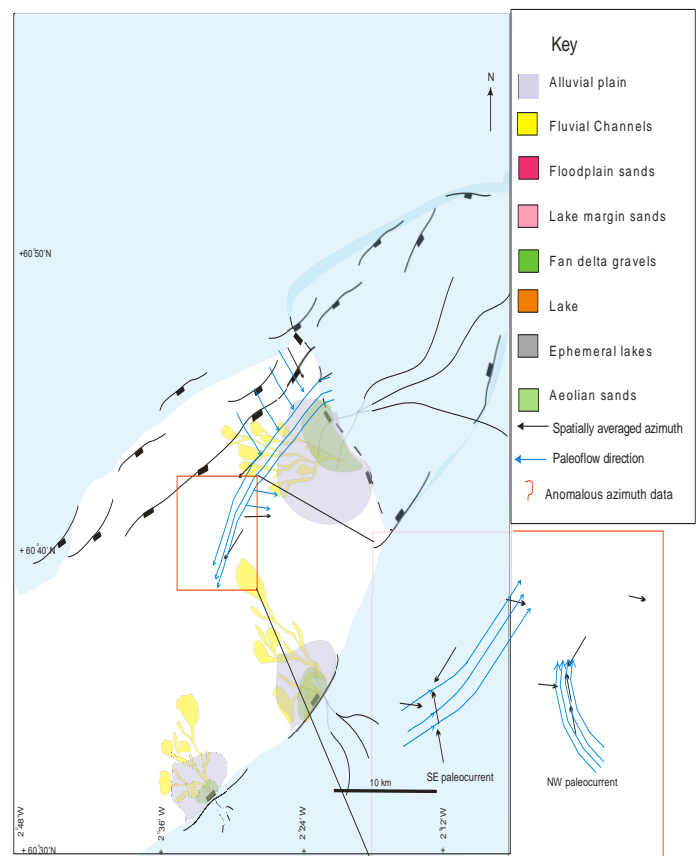 Key
N
Alluvial plain
Fluvial Channels
Floodplain sands
Lake margin sands
Fan delta gravels
Lake
Ephemeral lakes
Aeolian sands
Spatially averaged azimuth
Paleoflow direction
Anomalous azimuth data
+60°50'N
+60°40'N
SE paleocurrent
NW paleocurrent
10 km
2°48'W
2°36'W
2°24'W
2°12'W
+60°30'N